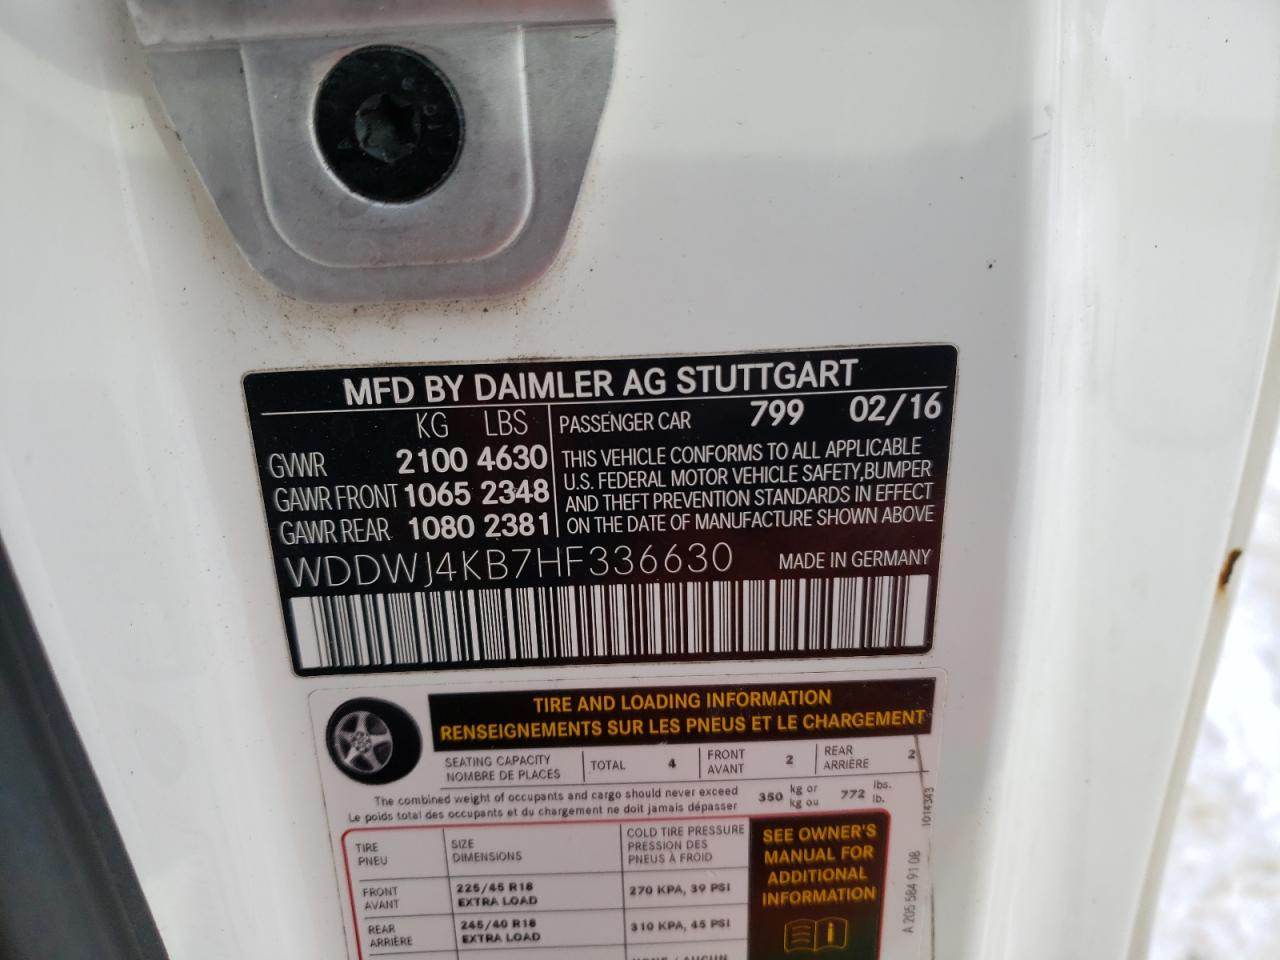 MFD BY DAIMLER AG STUTTGART
KG LBS
PASSENGER CAR 799 02/16
GVWR 2100 4630
GAWR FRONT 1065 2348
GAWR REAR 1080 2381
THIS VEHICLE CONFORMS TO ALL APPLICABLE
U.S. FEDERAL MOTOR VEHICLE SAFETY,BUMPER
AND THEFT PREVENTION STANDARDS IN EFFECT
ON THE DATE OF MANUFACTURE SHOWN ABOVE
WDDWJ4KB7HF336630 MADE IN GERMANY
TIRE AND LOADING INFORMATION
RENSEIGNEMENTS SUR LES PNEUS ET LE CHARGEMENT
SEATING CAPACITY
NOMBRE DE PLACES
TOTAL 4
FRONT
AVANT
2
REAR
ARRIÈRE
2
The combined weight of occupants and cargo should never exceed
Le poids total des occupants et du chargement ne doit jamais dépasser
350 kg or
kg ou
772 lbs.
lb.
TIRE
PNEU
SIZE
DIMENSIONS
COLD TIRE PRESSURE
PRESSION DES
PNEUS À FROID
FRONT
AVANT
225/45 R18
EXTRA LOAD
270 KPA, 39 PSI
REAR
ARRIÈRE
245/40 R18
EXTRA LOAD
310 KPA, 45 PSI
NONE / AUCUN
SEE OWNER'S
MANUAL FOR
ADDITIONAL
INFORMATION
i
A 205 584 91 08
1014343